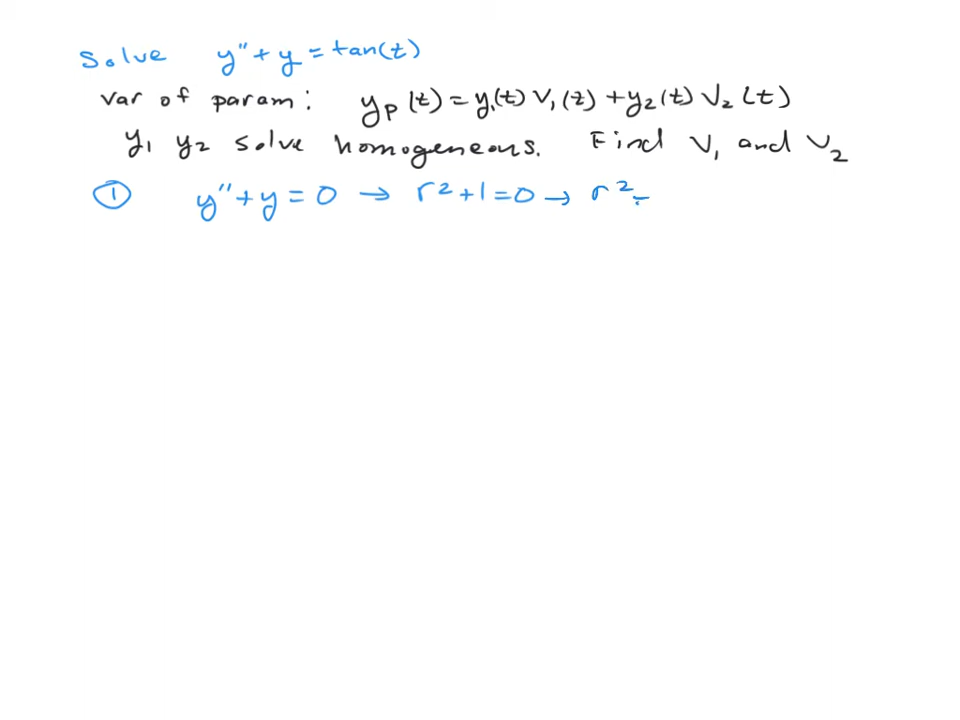 Solve y" + y = tan(t)
Var of param: yₚ(t) = y₁(t) V₁(t) + y₂(t) V₂(t)
y₁ y₂ solve homogeneous. Find V₁ and V₂
① y" + y = 0 → r² + 1 = 0 → r² -